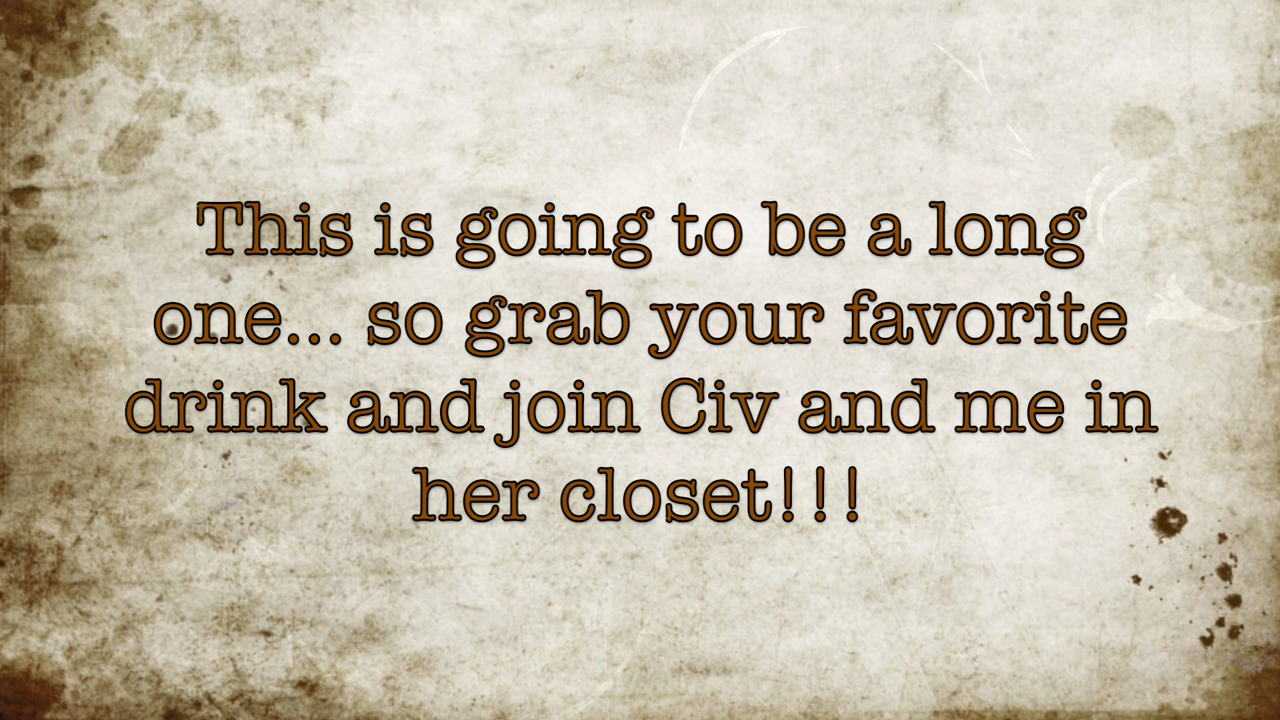 This is going to be a long
one... so grab your favorite
drink and join Civ and me in
her closet!!!